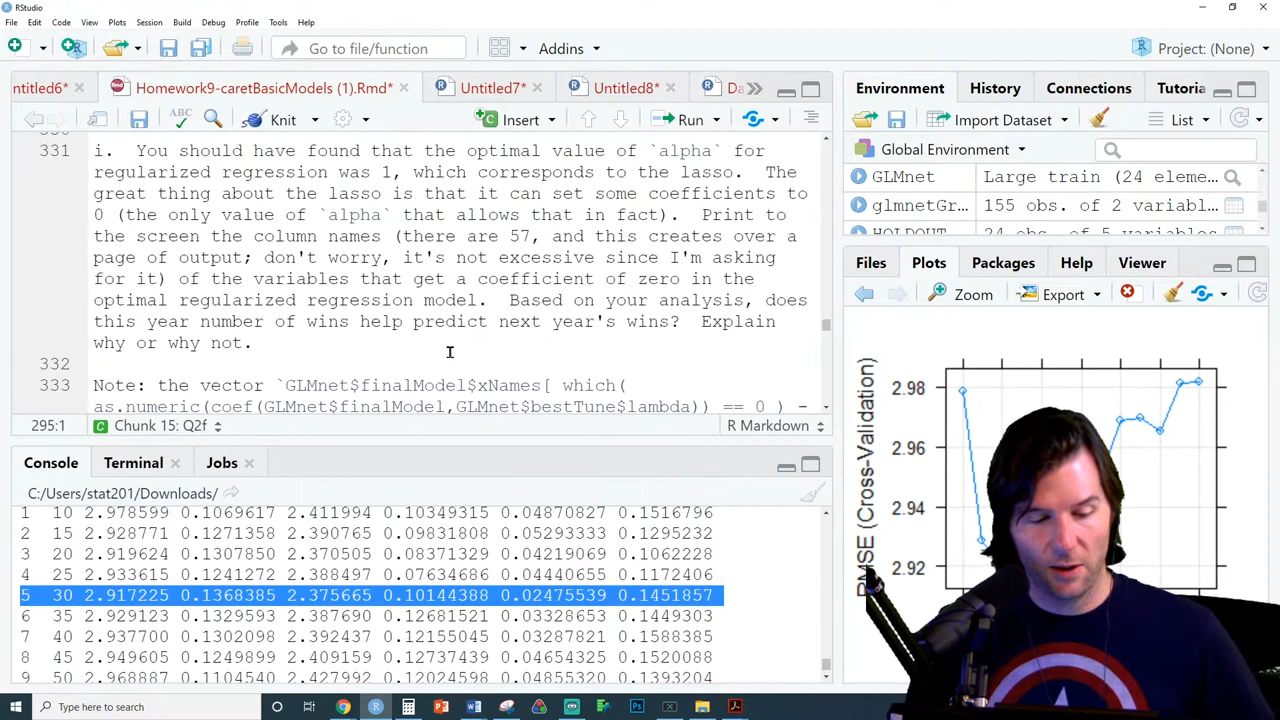 RStudio
File Edit Code View Plots Session Build Debug Profile Tools Help
Go to file/function
Addins
Project: (None)
ntitled6*
Homework9-caretBasicModels (1).Rmd*
Untitled7*
Untitled8*
Da
Knit
Insert
Run
331 i. You should have found that the optimal value of `alpha` for
regularized regression was 1, which corresponds to the lasso. The
great thing about the lasso is that it can set some coefficients to
0 (the only value of `alpha` that allows that in fact). Print to
the screen the column names (there are 57, and this creates over a
page of output; don't worry, it's not excessive since I'm asking
for it) of the variables that get a coefficient of zero in the
optimal regularized regression model. Based on your analysis, does
this year number of wins help predict next year's wins? Explain
why or why not.
332
333 Note: the vector `GLMnet$finalModel$xNames[ which(
as.numeric(coef(GLMnet$finalModel,GLMnet$bestTune$lambda)) == 0 ) -
295:1 Chunk 15: Q2f R Markdown
Console Terminal Jobs
C:/Users/stat201/Downloads/
1 10 2.978599 0.1069617 2.411994 0.10349315 0.04870827 0.1516796
2 15 2.928771 0.1271358 2.390768 0.09831808 0.05293333 0.1295232
3 20 2.919624 0.1307850 2.370505 0.08371329 0.04219069 0.1062228
4 25 2.933615 0.1241272 2.388497 0.07634686 0.04440655 0.1172406
5 30 2.917225 0.1368385 2.375665 0.10144388 0.02475539 0.1451857
6 35 2.929123 0.1329593 2.387690 0.12681521 0.03328653 0.1449303
7 40 2.937700 0.1302098 2.392437 0.12155045 0.03287821 0.1588385
8 45 2.949605 0.1249899 2.409159 0.12737439 0.04654325 0.1520088
9 50 2.969887 0.1104540 2.427992 0.12024598 0.04855320 0.1393204
Environment History Connections Tutoria
Import Dataset
List
Global Environment
GLMnet Large train (24 eleme…
glmnetGr… 155 obs. of 2 variabl…
HOLDOUT 24 obs. of 5 variables
Files Plots Packages Help Viewer
Zoom
Export
RMSE (Cross-Validation)
2.98
2.96
2.94
2.92
Type here to search